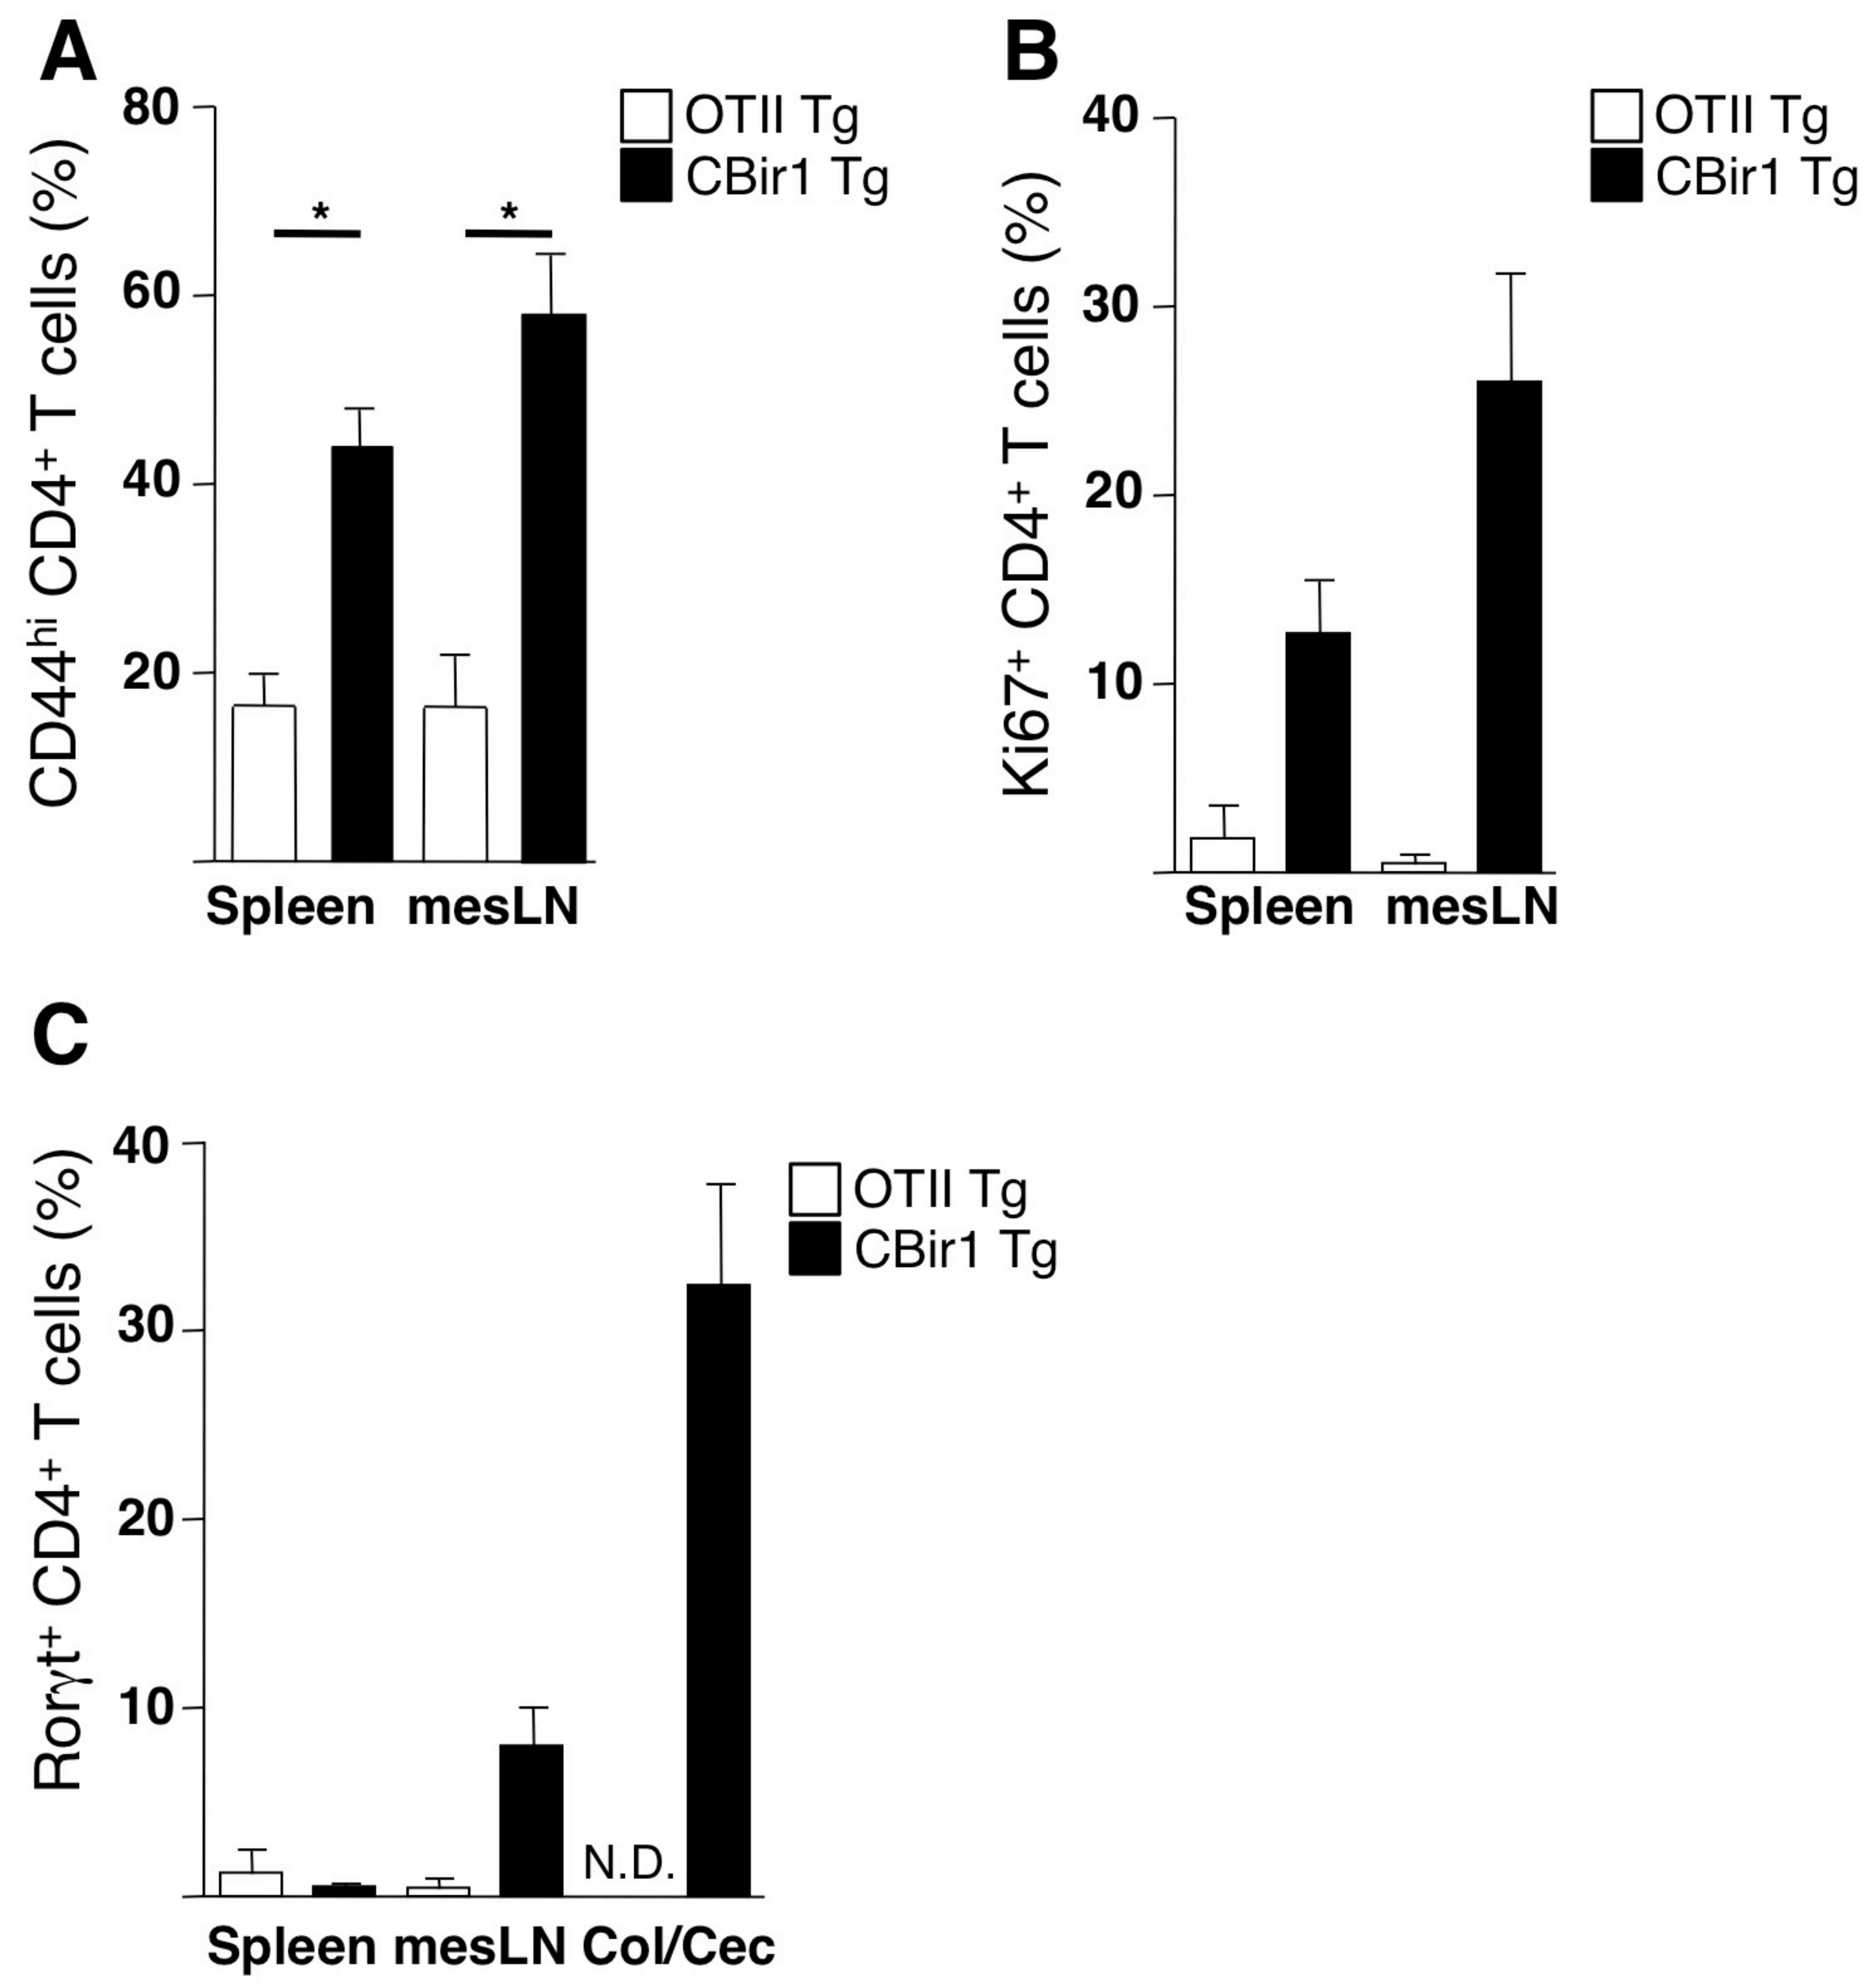 A
80
60
40
20
CD44hi CD4+ T cells (%)
OTII Tg
CBir1 Tg
*
*
Spleen mesLN
B
40
30
20
10
Ki67+ CD4+ T cells (%)
OTII Tg
CBir1 Tg
Spleen mesLN
C
40
30
20
10
Rorγt+ CD4+ T cells (%)
OTII Tg
CBir1 Tg
N.D.
Spleen mesLN Col/Cec